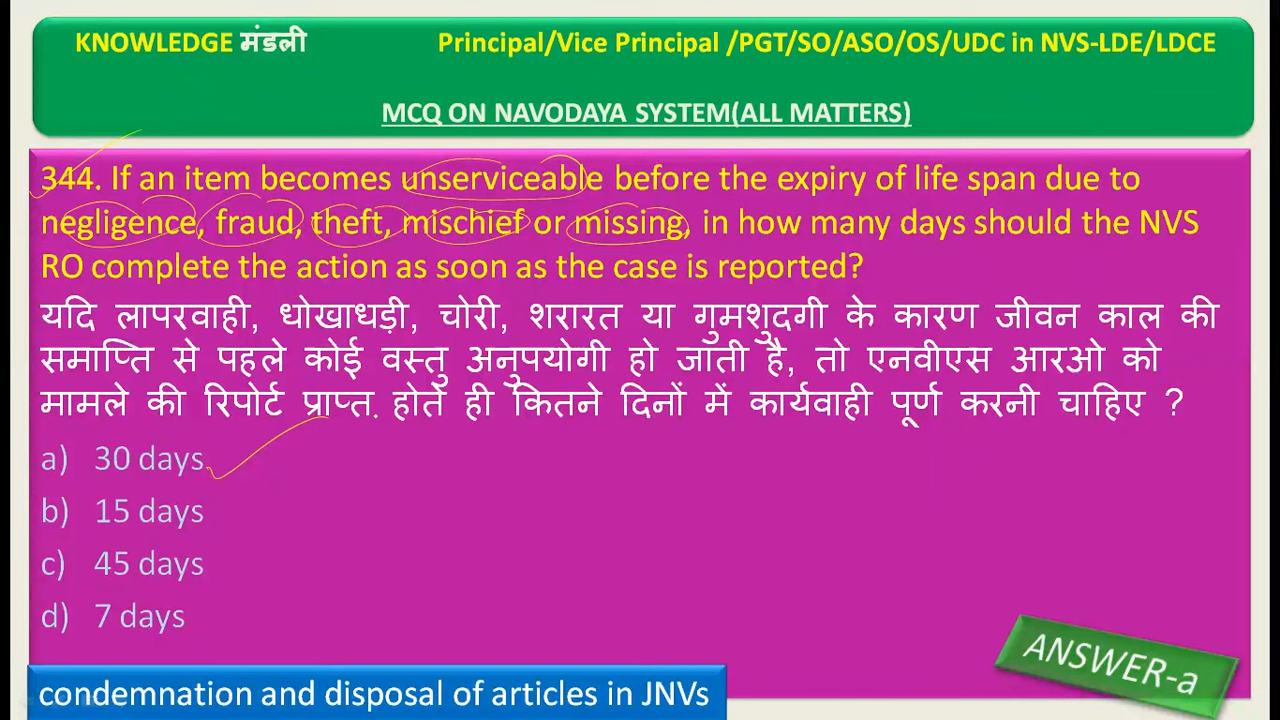 KNOWLEDGE मंडली Principal/Vice Principal /PGT/SO/ASO/OS/UDC in NVS-LDE/LDCE
MCQ ON NAVODAYA SYSTEM(ALL MATTERS)
344. If an item becomes unserviceable before the expiry of life span due to
negligence, fraud, theft, mischief or missing, in how many days should the NVS
RO complete the action as soon as the case is reported?
यदि लापरवाही, धोखाधड़ी, चोरी, शरारत या गुमशुदगी के कारण जीवन काल की
समाप्ति से पहले कोई वस्तु अनुपयोगी हो जाती है, तो एनवीएस आरओ को
मामले की रिपोर्ट प्राप्त होते ही कितने दिनों में कार्यवाही पूर्ण करनी चाहिए ?
a) 30 days
b) 15 days
c) 45 days
d) 7 days
ANSWER-a
condemnation and disposal of articles in JNVs